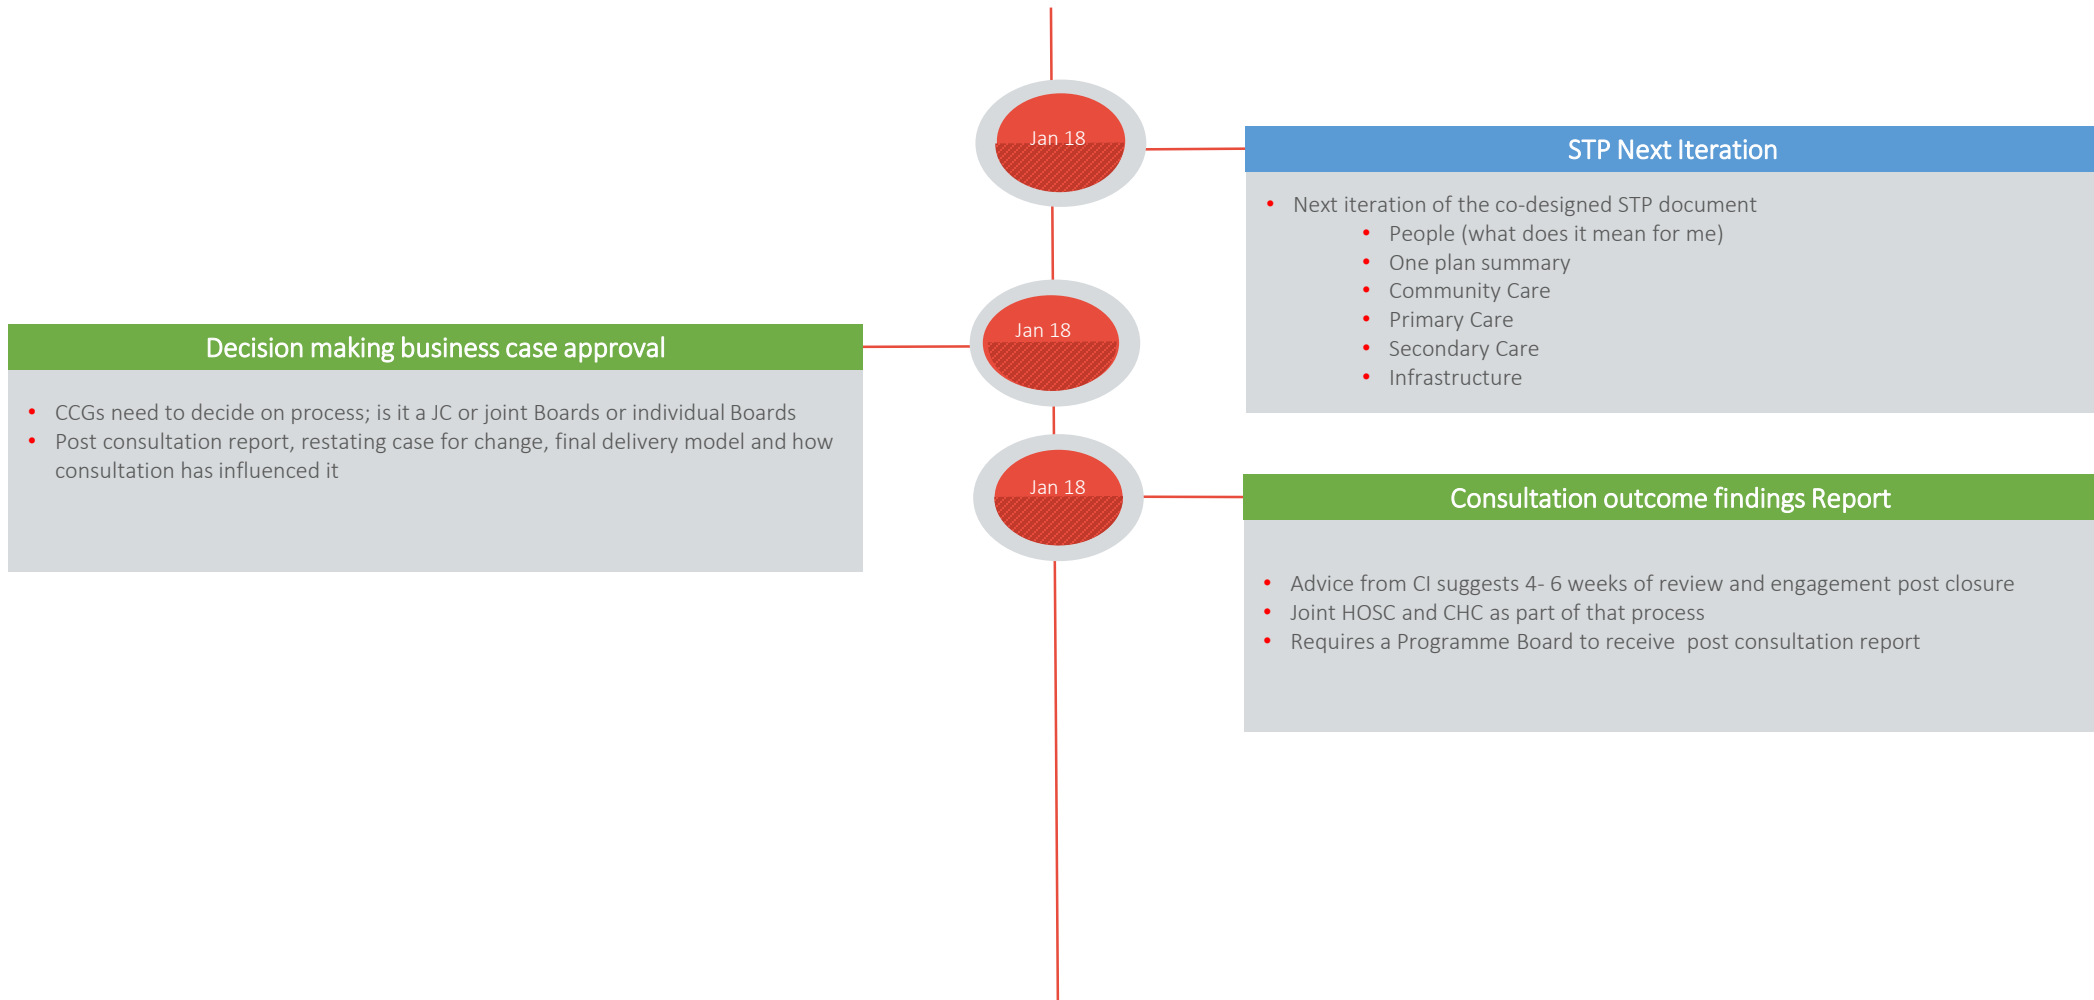 Jan 18
STP Next Iteration
• Next iteration of the co-designed STP document
• People (what does it mean for me)
• One plan summary
• Community Care
• Primary Care
• Secondary Care
• Infrastructure
Jan 18
Decision making business case approval
• CCGs need to decide on process; is it a JC or joint Boards or individual Boards
• Post consultation report, restating case for change, final delivery model and how
consultation has influenced it
Jan 18
Consultation outcome findings Report
• Advice from CI suggests 4- 6 weeks of review and engagement post closure
• Joint HOSC and CHC as part of that process
• Requires a Programme Board to receive  post consultation report